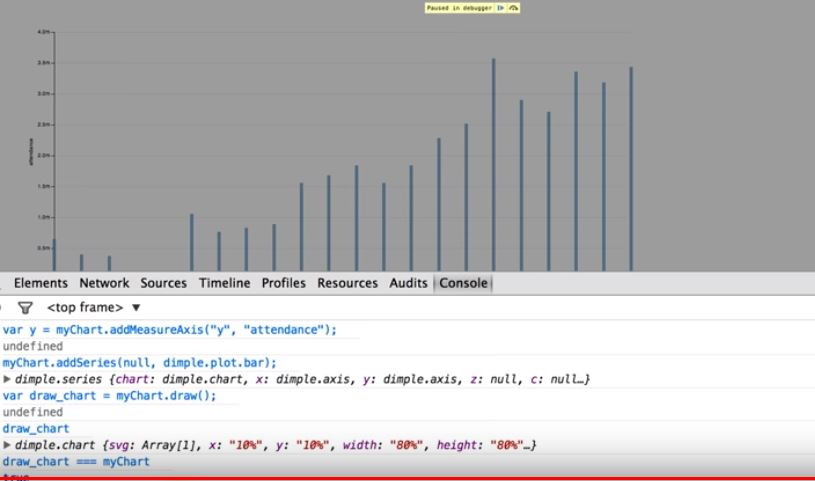 Paused in debugger
4.0m
3.5m
3.0m
2.5m
2.0m
1.5m
1.0m
0.5m
attendance
Elements Network Sources Timeline Profiles Resources Audits Console
<top frame> ▼
var y = myChart.addMeasureAxis("y", "attendance");
undefined
myChart.addSeries(null, dimple.plot.bar);
▶ dimple.series {chart: dimple.chart, x: dimple.axis, y: dimple.axis, z: null, c: null…}
var draw_chart = myChart.draw();
undefined
draw_chart
▶ dimple.chart {svg: Array[1], x: "10%", y: "10%", width: "80%", height: "80%"…}
draw_chart === myChart
true